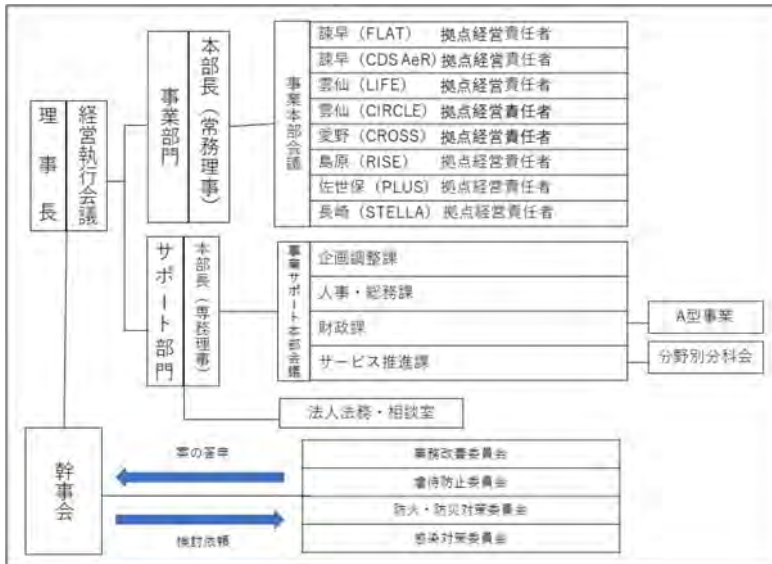 理事長
経営執行会議
事業部門
本部長（常務理事）
事業本部会議
諫早（FLAT） 拠点経営責任者
諫早（CDS AeR）拠点経営責任者
雲仙（LIFE） 拠点経営責任者
雲仙（CIRCLE） 拠点経営責任者
愛野（CROSS） 拠点経営責任者
島原（RISE） 拠点経営責任者
佐世保（PLUS） 拠点経営責任者
長崎（STELLA）拠点経営責任者
サポート部門
本部長（専務理事）
事業サポート本部会議
企画調整課
人事・総務課
財政課
サービス推進課
A型事業
分野別分科会
法人法務・相談室
幹事会
案の答申
検討依頼
業務改善委員会
虐待防止委員会
防火・防災対策委員会
感染対策委員会